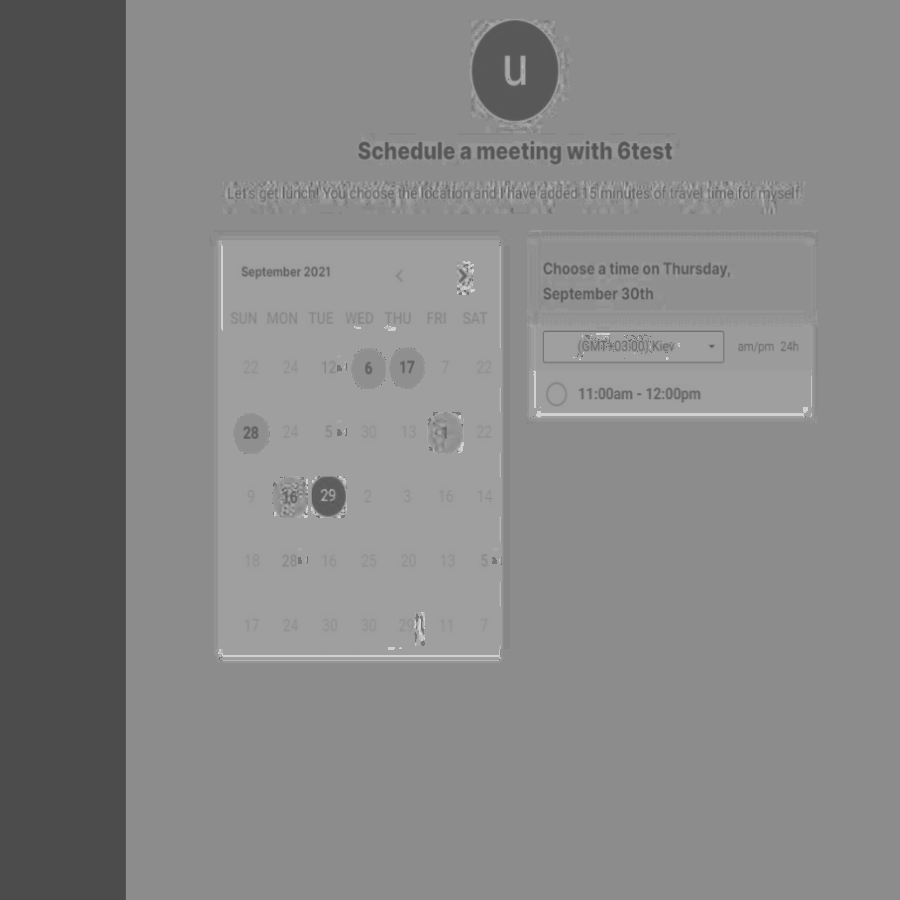 u
Schedule a meeting with 6test
Let's get lunch! You choose the location and I have added 15 minutes of travel time for myself.
September 2021 < >
SUN MON TUE WED THU FRI SAT
22 24 12 6 17 7 22
28 24 5 30 13 1 22
9 16 29 2 3 16 14
18 28 16 25 20 13 5
17 24 30 30 29 11 7
Choose a time on Thursday,
September 30th
(GMT+03:00) Kiev am/pm 24h
11:00am - 12:00pm